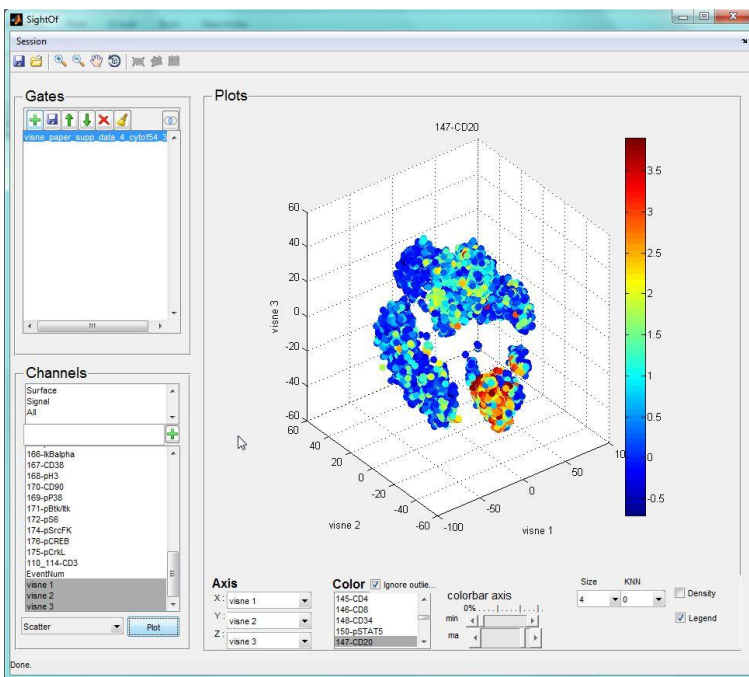 SightOf
Session
Gates
visne_paper_supp_data_4_cytof54_3
Channels
Surface
Signal
All
166-IkBalpha
167-CD38
168-pH3
170-CD90
169-pP38
171-pBtk/Itk
172-pS6
174-pSrcFK
176-pCREB
175-pCrkL
110_114-CD3
EventNum
visne 1
visne 2
visne 3
Scatter
Plot
Done.
Plots
147-CD20
60
40
20
0
-20
-40
-60
visne 3
60
40
20
0
-20
-40
-60
visne 2
-100
-50
0
50
10
visne 1
3.5
3
2.5
2
1.5
1
0.5
0
-0.5
Axis
X: visne 1
Y: visne 2
Z: visne 3
Color Ignore outlie...
145-CD4
146-CD8
148-CD34
150-pSTAT5
147-CD20
colorbar axis
0% . . . . | . . . . | . . . . | .
min
ma
Size KNN
4 0
Density
Legend